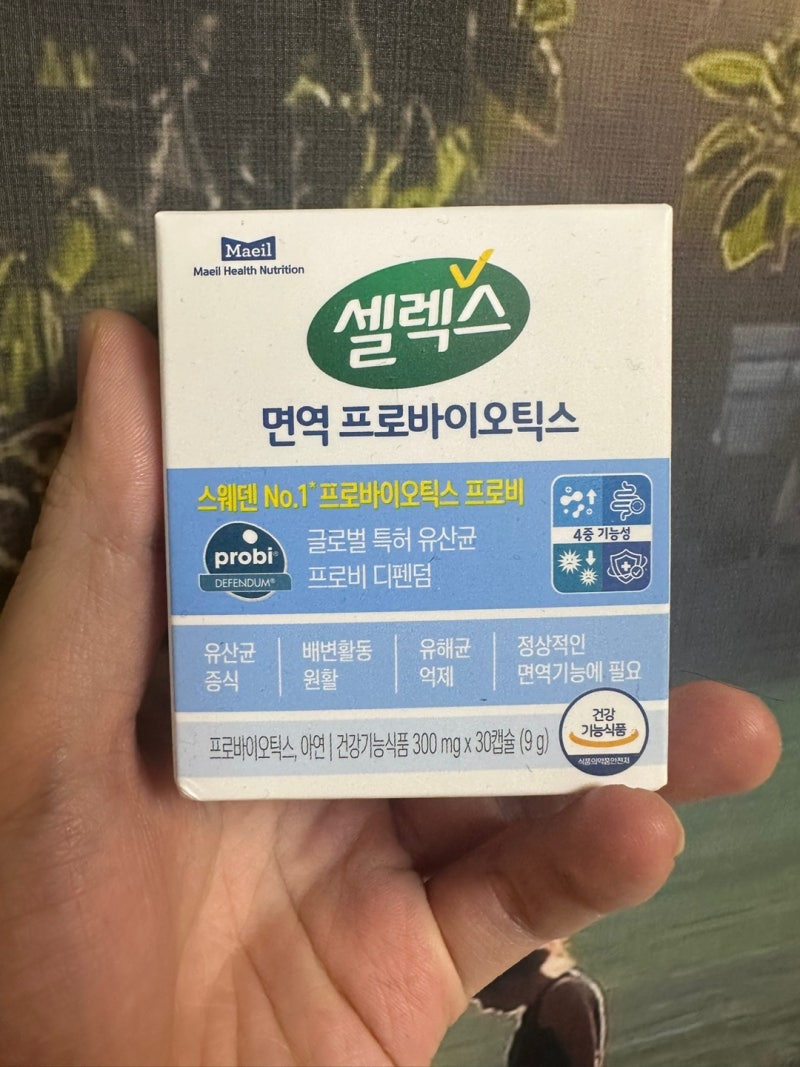 Maeil
Maeil Health Nutrition
셀렉스
면역 프로바이오틱스
스웨덴 No.1* 프로바이오틱스 프로비
probi®
DEFENDUM®
글로벌 특허 유산균
프로비 디펜덤
4중 기능성
유산균
증식
배변활동
원활
유해균
억제
정상적인
면역기능에 필요
프로바이오틱스, 아연 | 건강기능식품 300 mg x 30캡슐 (9 g)
건강
기능식품
식품의약품안전처